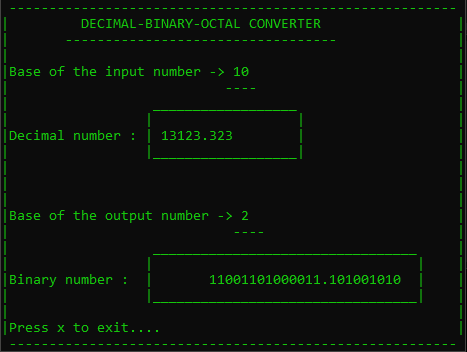 DECIMAL-BINARY-OCTAL CONVERTER
Base of the input number -> 10
Decimal number : 13123.323
Base of the output number -> 2
Binary number : 11001101000011.101001010
Press x to exit....